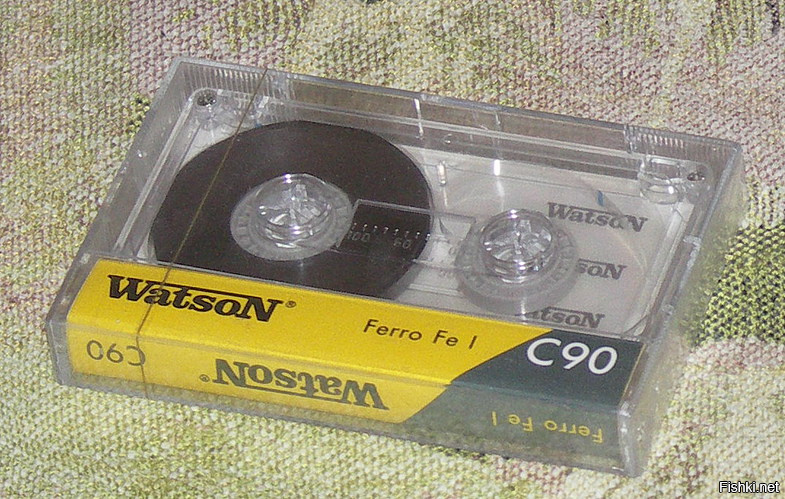 WatsoN
WatsoN
WatsoN
100 50
WatsoN®
Ferro Fe I
C90
C90
WatsoN®
Ferro Fe I
Fishki.net